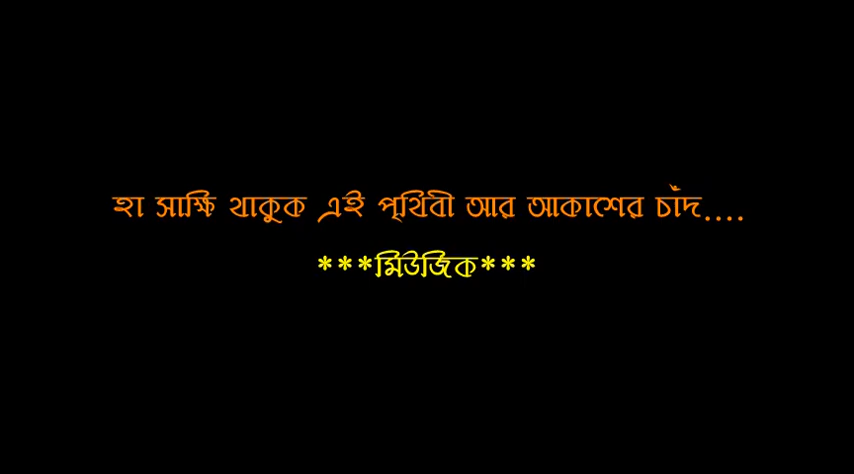 হা সাক্ষি থাকুক এই পৃথিবী আর আকাশের চাঁদ....
***মিউজিক***